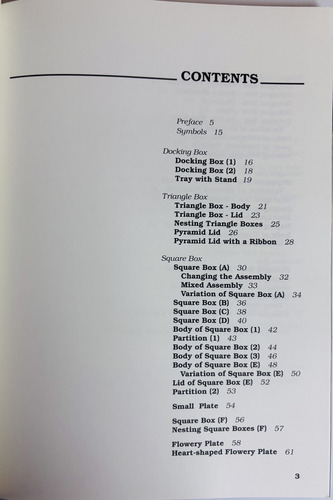 CONTENTS
Preface 5
Symbols 15
Docking Box
Docking Box (1) 16
Docking Box (2) 18
Tray with Stand 19
Triangle Box
Triangle Box - Body 21
Triangle Box - Lid 23
Nesting Triangle Boxes 25
Pyramid Lid 26
Pyramid Lid with a Ribbon 28
Square Box
Square Box (A) 30
Changing the Assembly 32
Mixed Assembly 33
Variation of Square Box (A) 34
Square Box (B) 36
Square Box (C) 38
Square Box (D) 40
Body of Square Box (1) 42
Partition (1) 43
Body of Square Box (2) 44
Body of Square Box (3) 46
Body of Square Box (E) 48
Variation of Square Box (E) 50
Lid of Square Box (E) 52
Partition (2) 53
Small Plate 54
Square Box (F) 56
Nesting Square Boxes (F) 57
Flowery Plate 58
Heart-shaped Flowery Plate 61
3